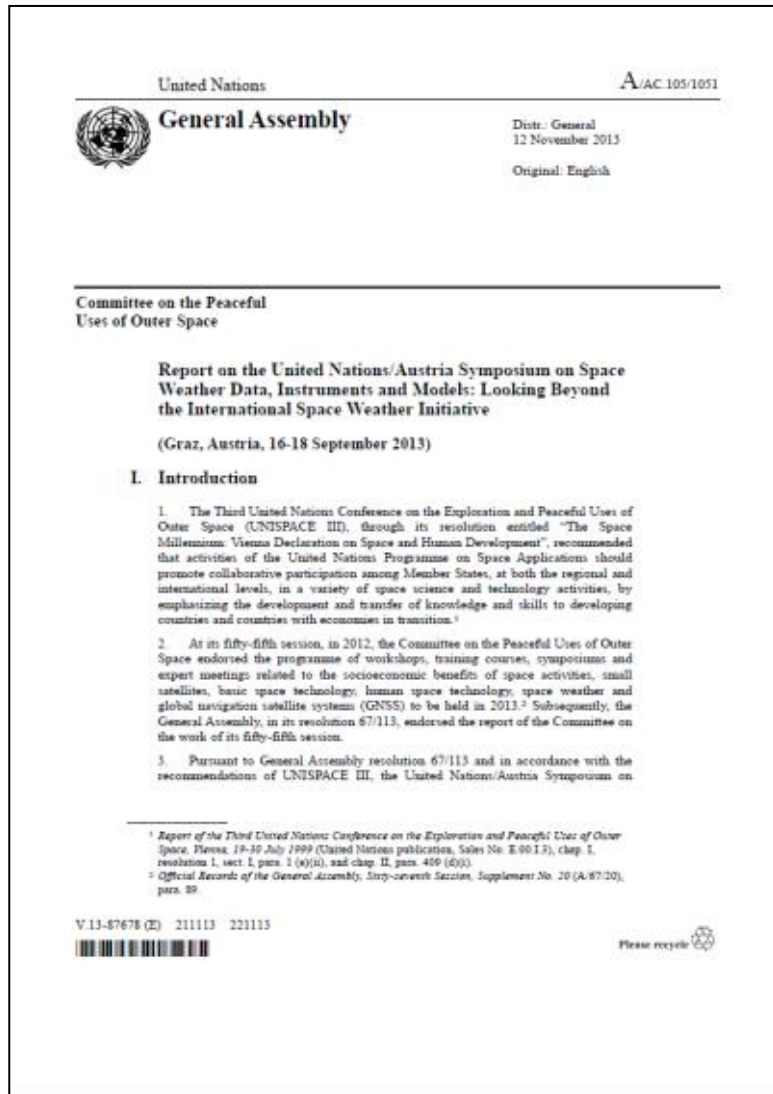 United Nations
A/AC.105/1051
General Assembly
Distr.: General
12 November 2013
Original: English
Committee on the Peaceful
Uses of Outer Space
Report on the United Nations/Austria Symposium on Space
Weather Data, Instruments and Models: Looking Beyond
the International Space Weather Initiative
(Graz, Austria, 16-18 September 2013)
I. Introduction
1. The Third United Nations Conference on the Exploration and Peaceful Uses of
Outer Space (UNISPACE III), through its resolution entitled “The Space
Millennium: Vienna Declaration on Space and Human Development”, recommended
that activities of the United Nations Programme on Space Applications should
promote collaborative participation among Member States, at both the regional and
international levels, in a variety of space science and technology activities, by
emphasizing the development and transfer of knowledge and skills to developing
countries and countries with economies in transition.¹
2. At its fifty-fifth session, in 2012, the Committee on the Peaceful Uses of Outer
Space endorsed the programme of workshops, training courses, symposiums and
expert meetings related to the socioeconomic benefits of space activities, small
satellites, basic space technology, human space technology, space weather and
global navigation satellite systems (GNSS) to be held in 2013.² Subsequently, the
General Assembly, in its resolution 67/113, endorsed the report of the Committee on
the work of its fifty-fifth session.
3. Pursuant to General Assembly resolution 67/113 and in accordance with the
recommendations of UNISPACE III, the United Nations/Austria Symposium on
¹ Report of the Third United Nations Conference on the Exploration and Peaceful Uses of Outer
Space, Vienna, 19-30 July 1999 (United Nations publication, Sales No. E.00.I.3), chap. I,
resolution 1, sect. I, para. 1 (e)(ii), and chap. II, para. 409 (d)(i).
² Official Records of the General Assembly, Sixty-seventh Session, Supplement No. 20 (A/67/20),
para. 89.
V.13-87678 (E) 211113 221113
Please recycle